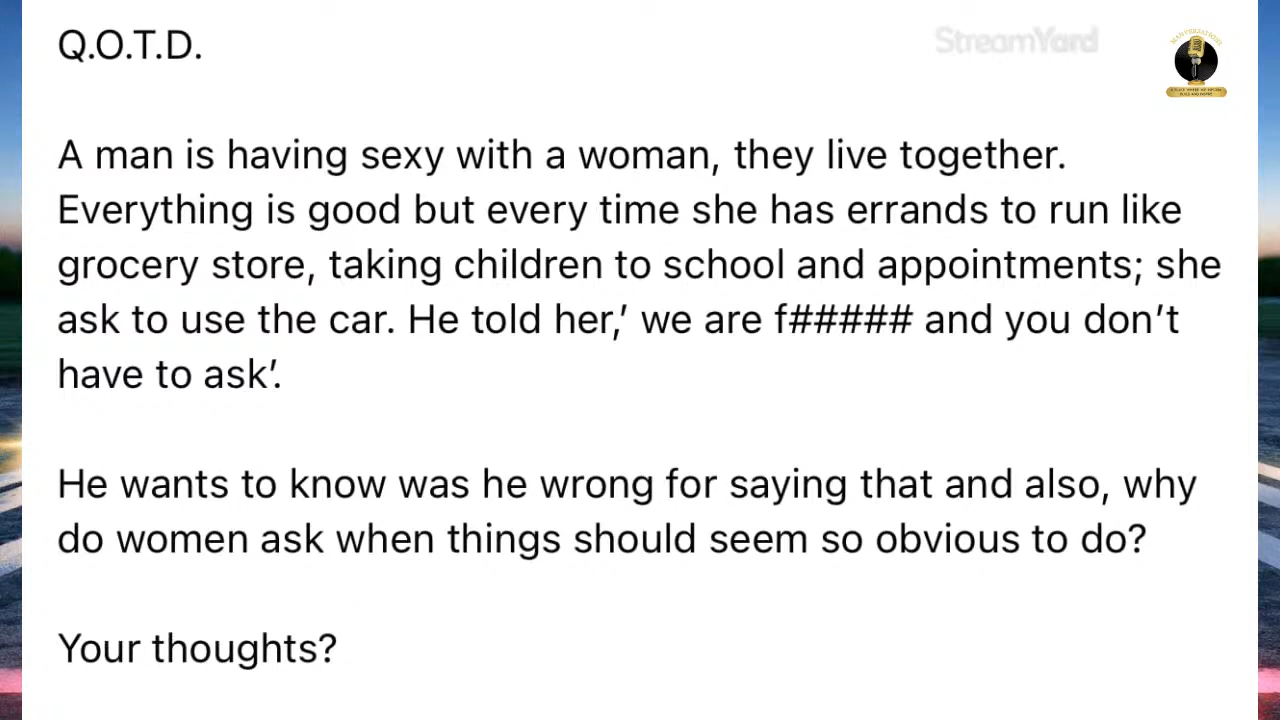 Q.O.T.D.
StreamYard
A man is having sexy with a woman, they live together.
Everything is good but every time she has errands to run like
grocery store, taking children to school and appointments; she
ask to use the car. He told her,’ we are f##### and you don’t
have to ask’.
He wants to know was he wrong for saying that and also, why
do women ask when things should seem so obvious to do?
Your thoughts?